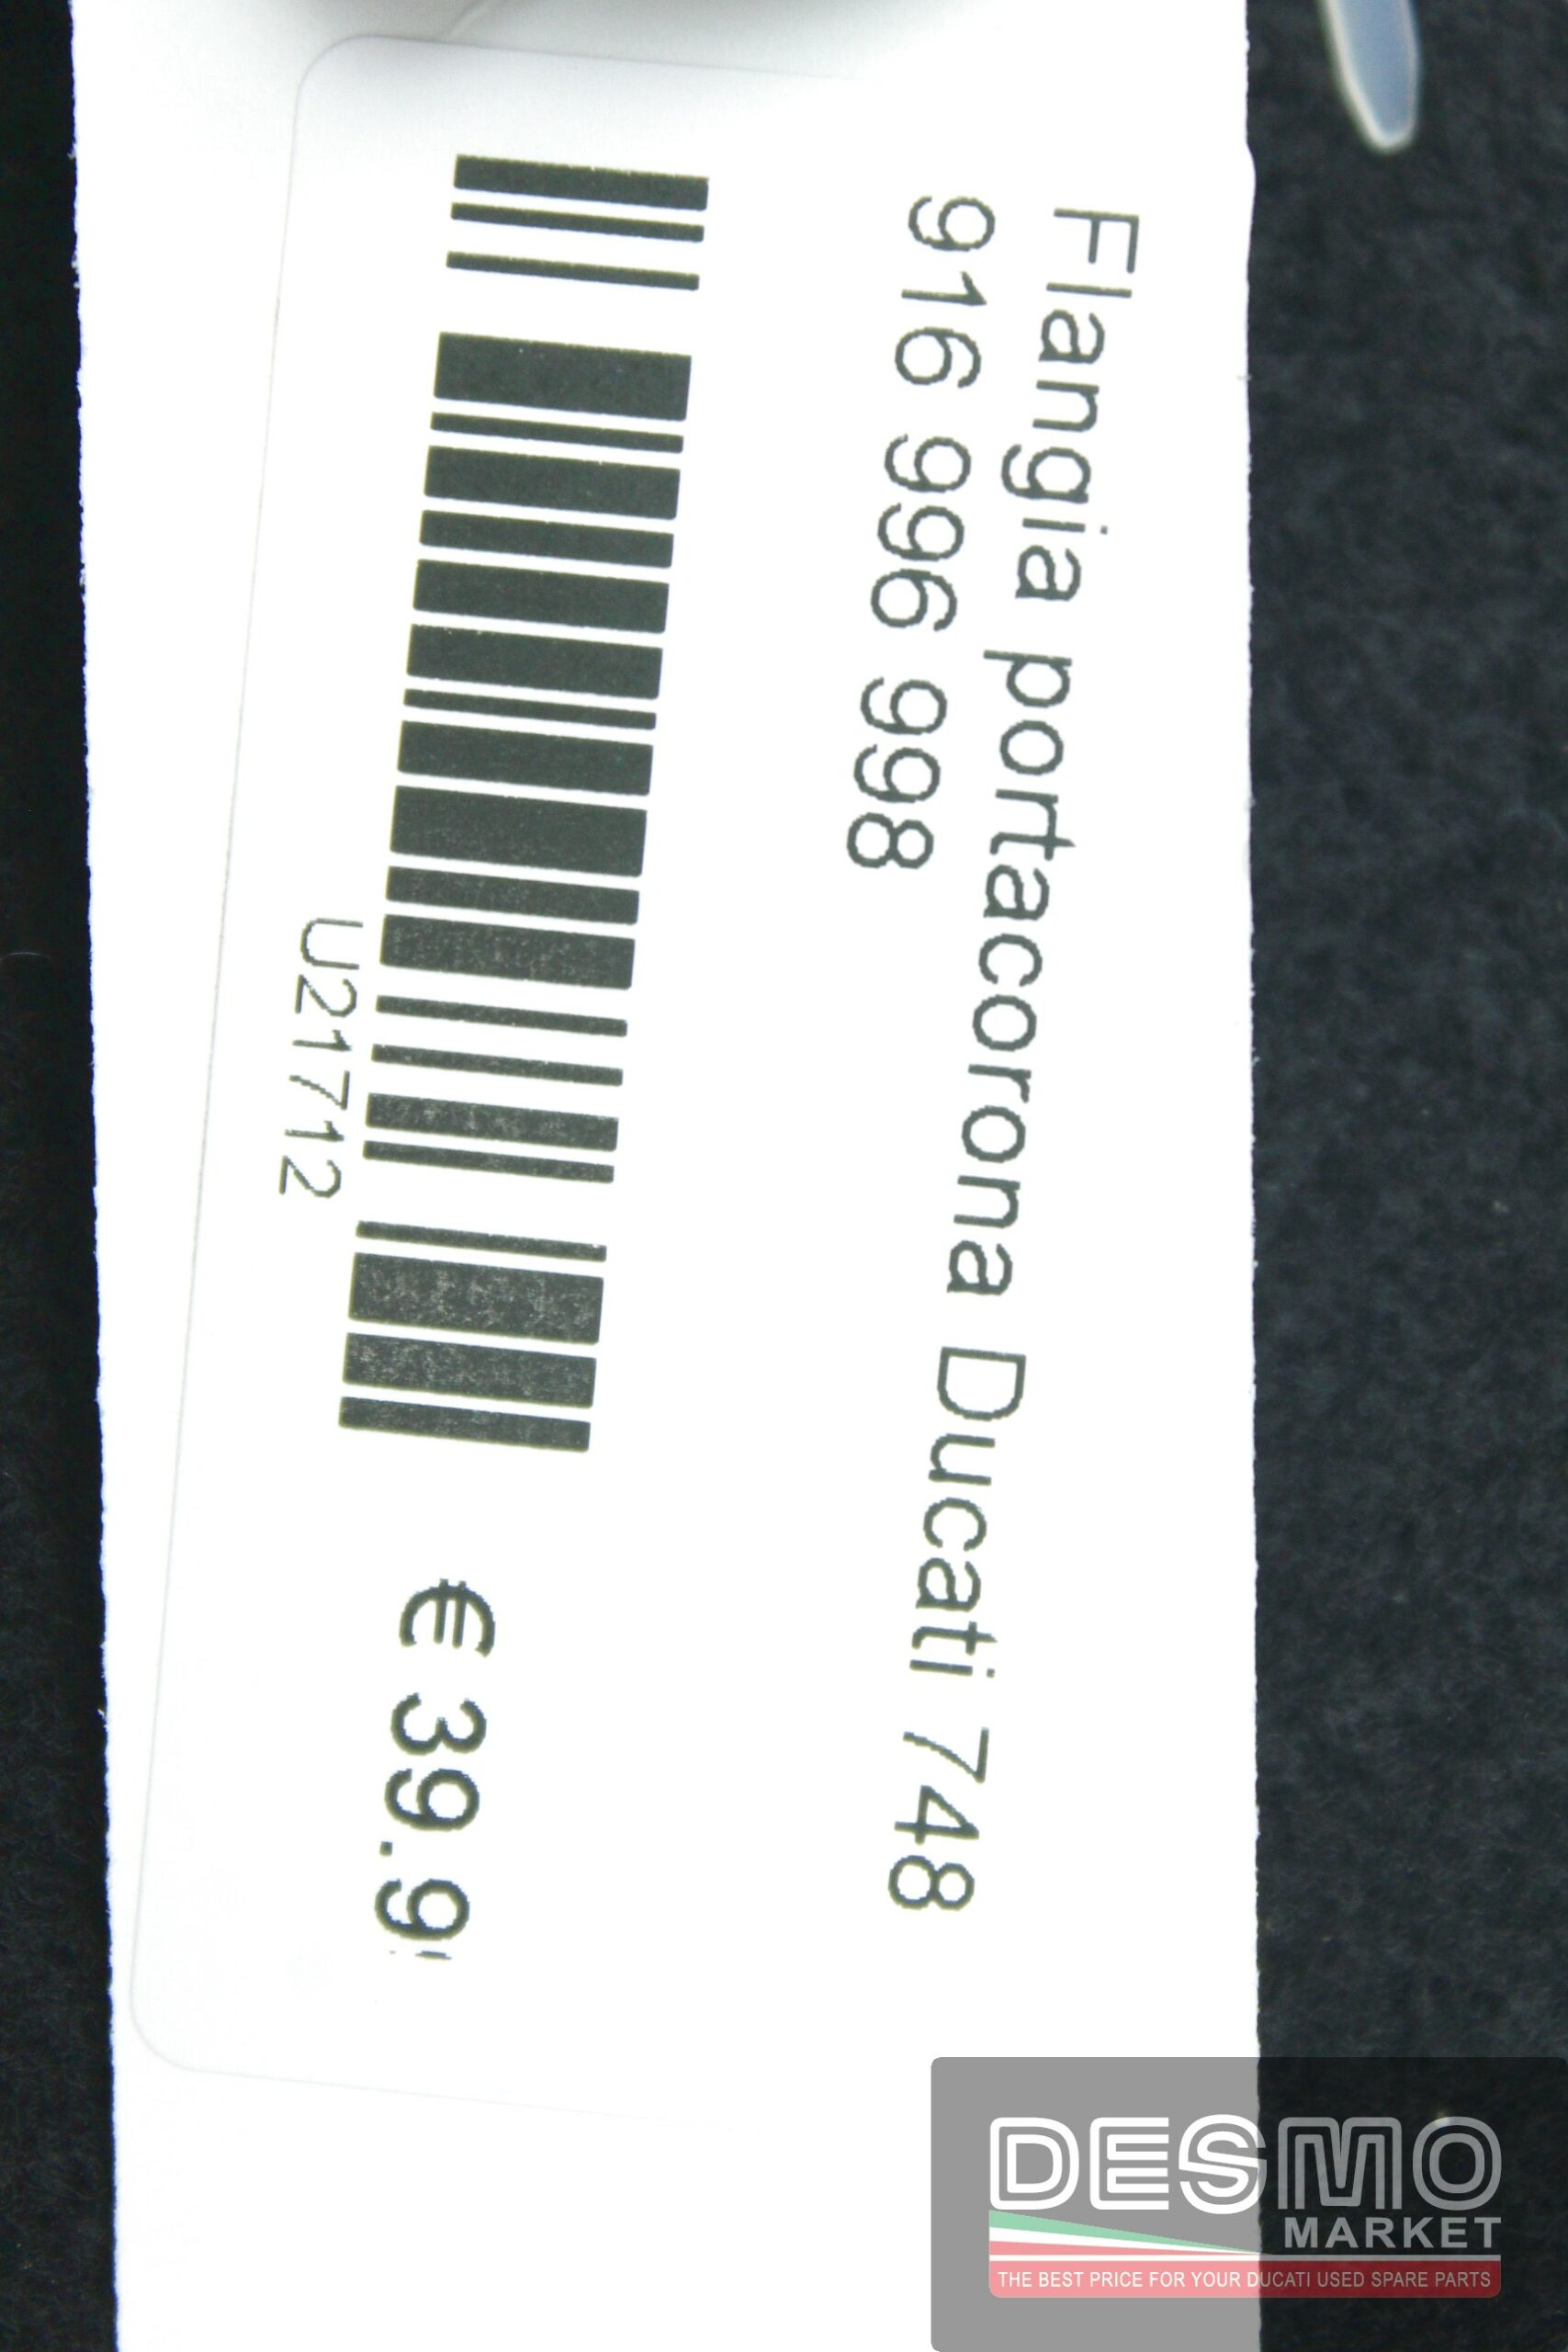 Flangia portacorona Ducati 748
916 996 998
U21712
€ 39.9
DESMO
MARKET
THE BEST PRICE FOR YOUR DUCATI USED SPARE PARTS